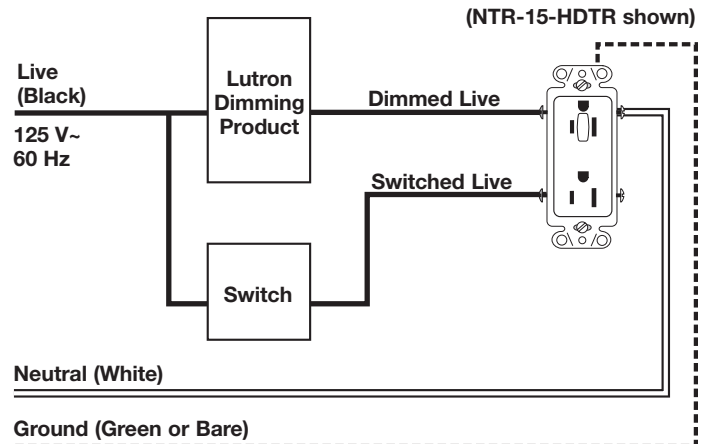 (NTR-15-HDTR shown)
Live
(Black)
125 V~
60 Hz
Lutron
Dimming
Product
Dimmed Live
Switched Live
Switch
Neutral (White)
Ground (Green or Bare)